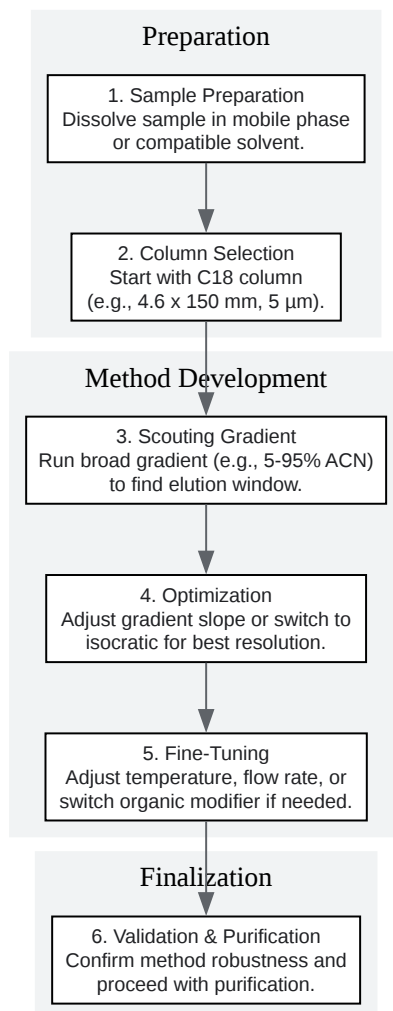 Preparation
1. Sample Preparation
Dissolve sample in mobile phase
or compatible solvent.
2. Column Selection
Start with C18 column
(e.g., 4.6 x 150 mm, 5 µm).
Method Development
3. Scouting Gradient
Run broad gradient (e.g., 5-95% ACN)
to find elution window.
4. Optimization
Adjust gradient slope or switch to
isocratic for best resolution.
5. Fine-Tuning
Adjust temperature, flow rate, or
switch organic modifier if needed.
Finalization
6. Validation & Purification
Confirm method robustness and
proceed with purification.